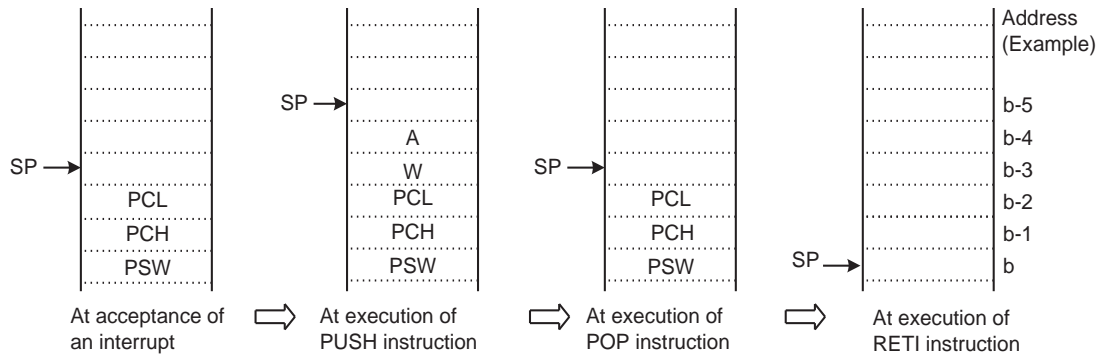 Address
(Example)
SP
b-5
A
b-4
SP
W
SP
b-3
PCL
PCL
PCL
b-2
PCH
PCH
PCH
b-1
PSW
PSW
PSW
SP
b
At acceptance of
an interrupt
At execution of
PUSH instruction
At execution of
POP instruction
At execution of
RETI instruction